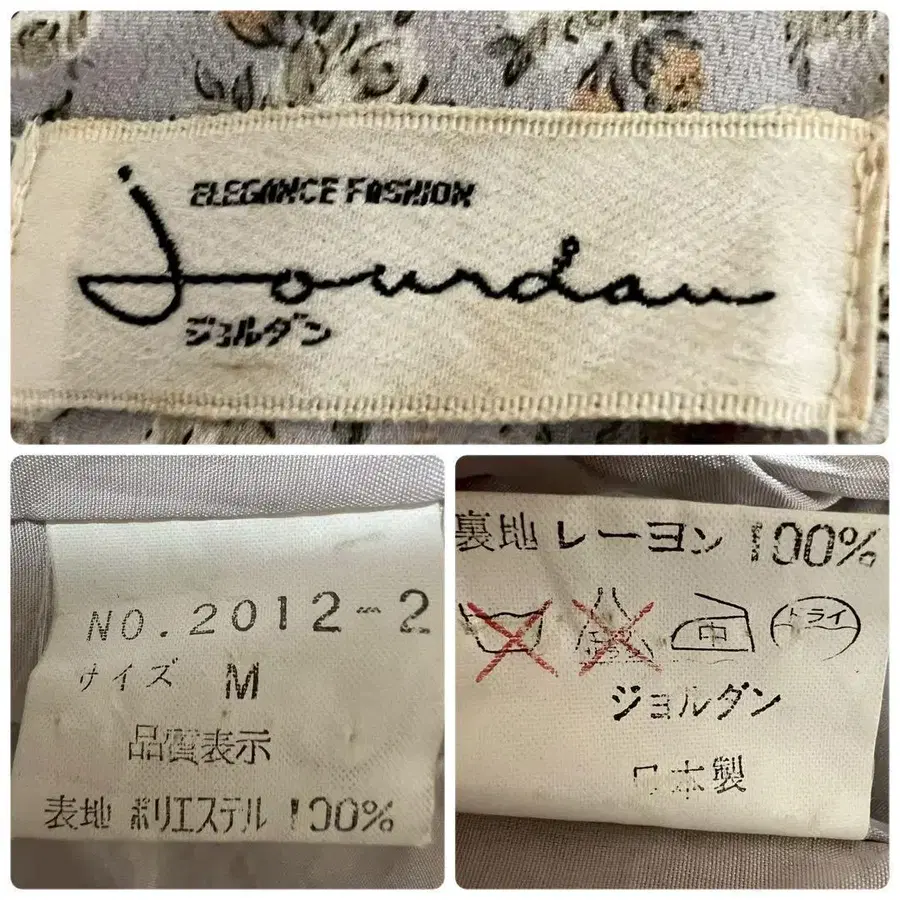 ELEGANCE FASHION
Jourdan
ジョルダン
NO.2012-2
サイズ M
品質表示
表地 ポリエステル 100%
裏地 レーヨン 100%
中 ドライ
ジョルダン
日本製